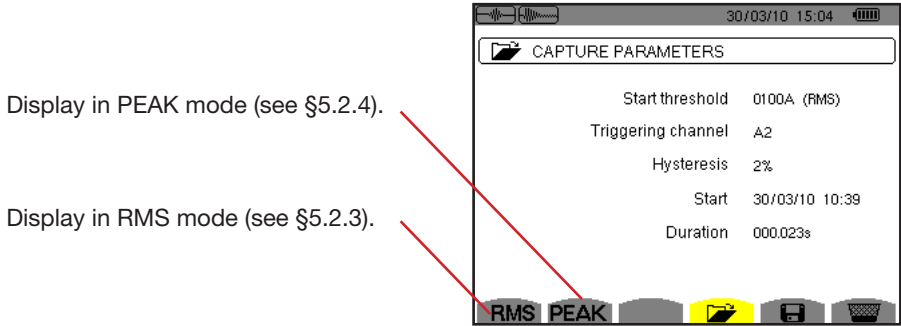 30/03/10 15:04
CAPTURE PARAMETERS
Display in PEAK mode (see §5.2.4).
Start threshold 0100A (RMS)
Triggering channel A2
Hysteresis 2%
Display in RMS mode (see §5.2.3).
Start 30/03/10 10:39
Duration 000.023s
RMS PEAK